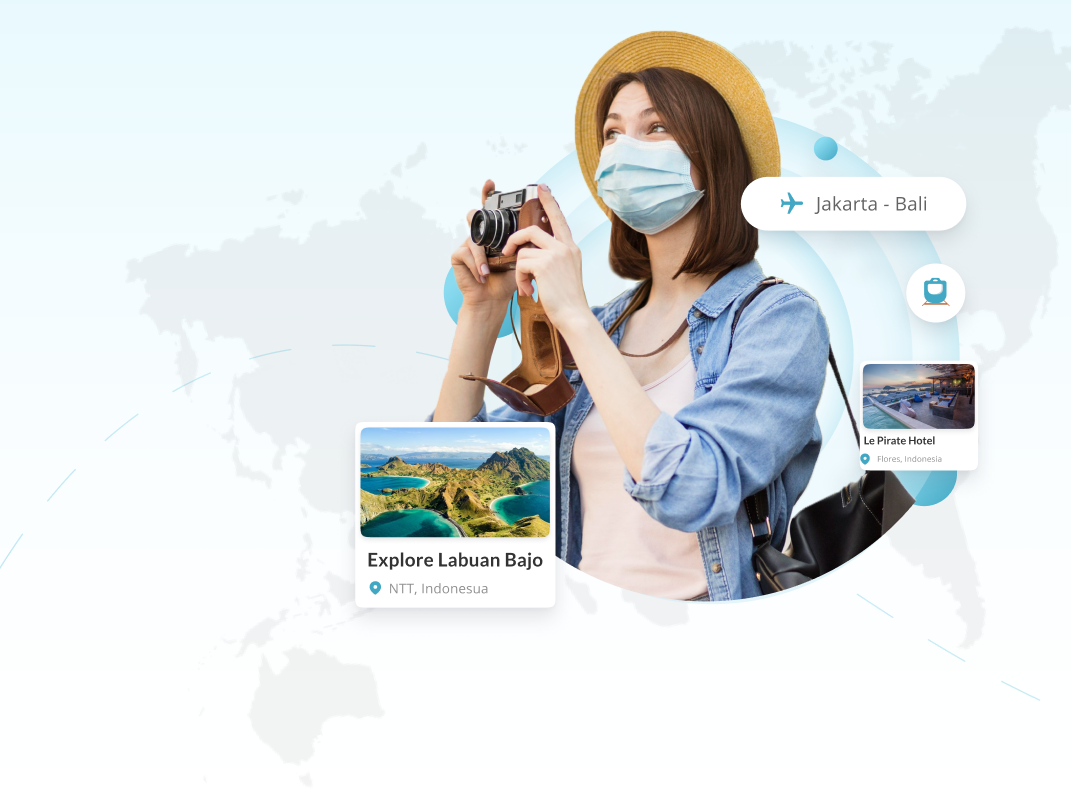 Jakarta - Bali
Le Pirate Hotel
Flores, Indonesia
Explore Labuan Bajo
NTT, Indonesua